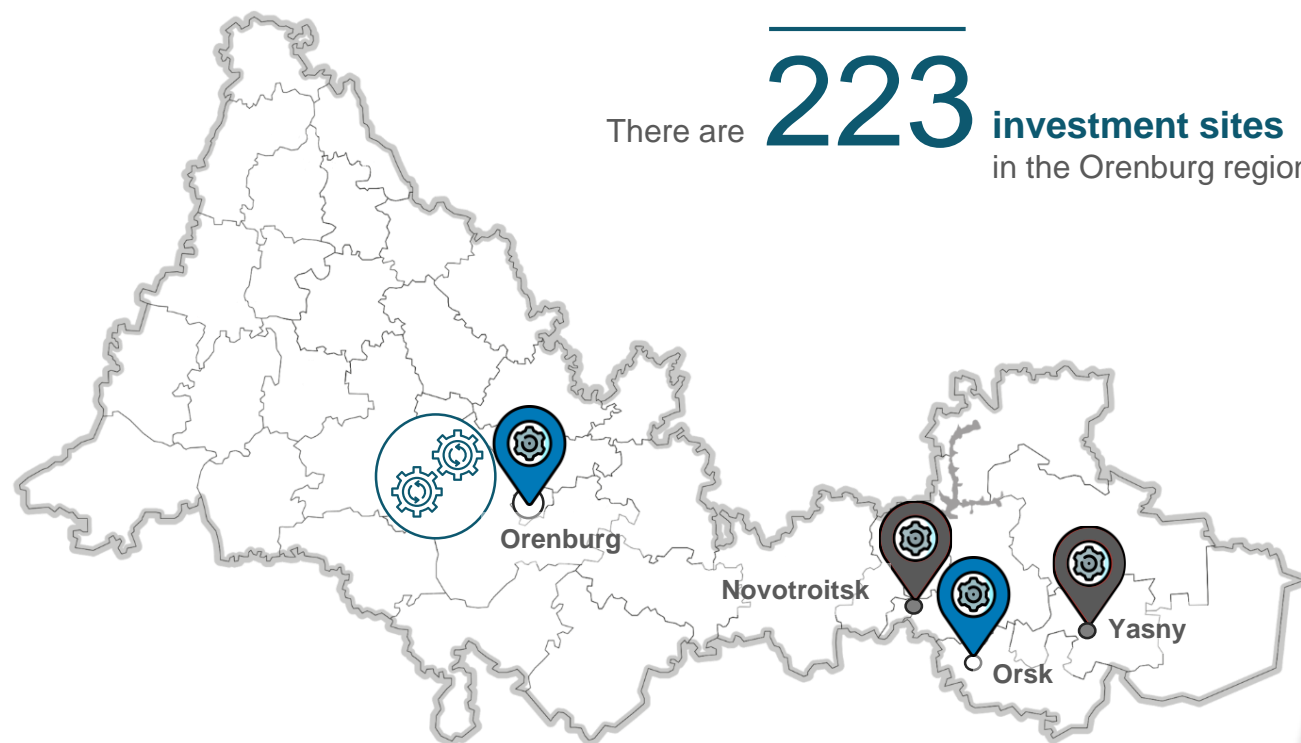 There are 223 investment sites
in the Orenburg region
Orenburg
Novotroitsk
Yasny
Orsk